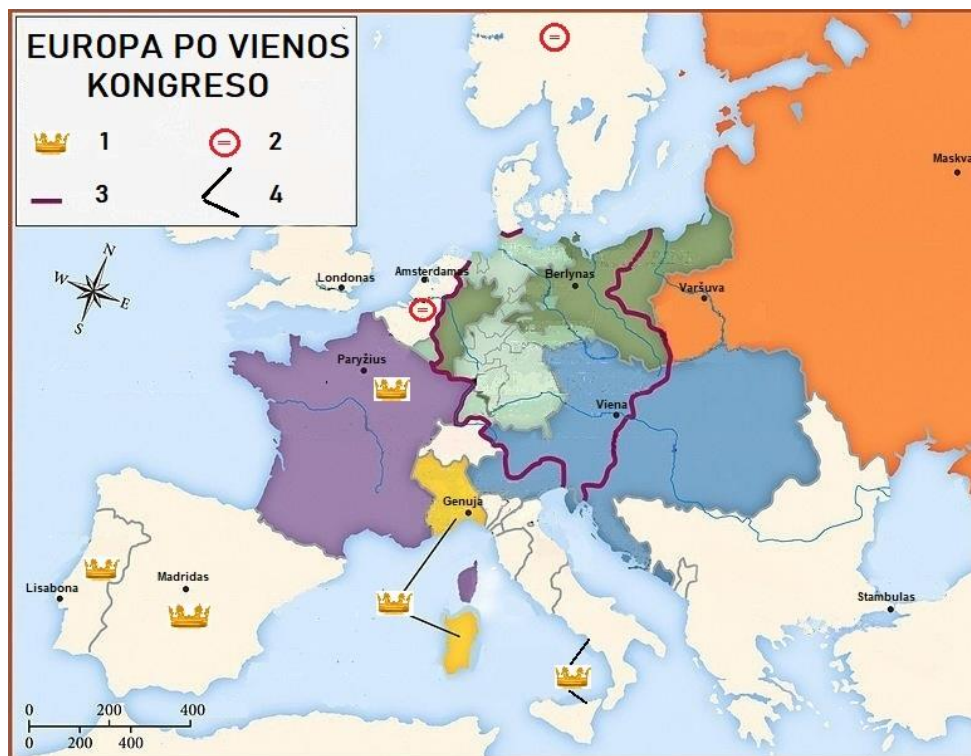 EUROPA PO VIENOS
KONGRESO
1
2
3
4
N
W
E
S
Maskva
Londonas
Amsterdamas
Berlynas
Varšuva
Paryžius
Viena
Genuja
Lisabona
Madridas
Stambulas
0 200 400
0 200 400